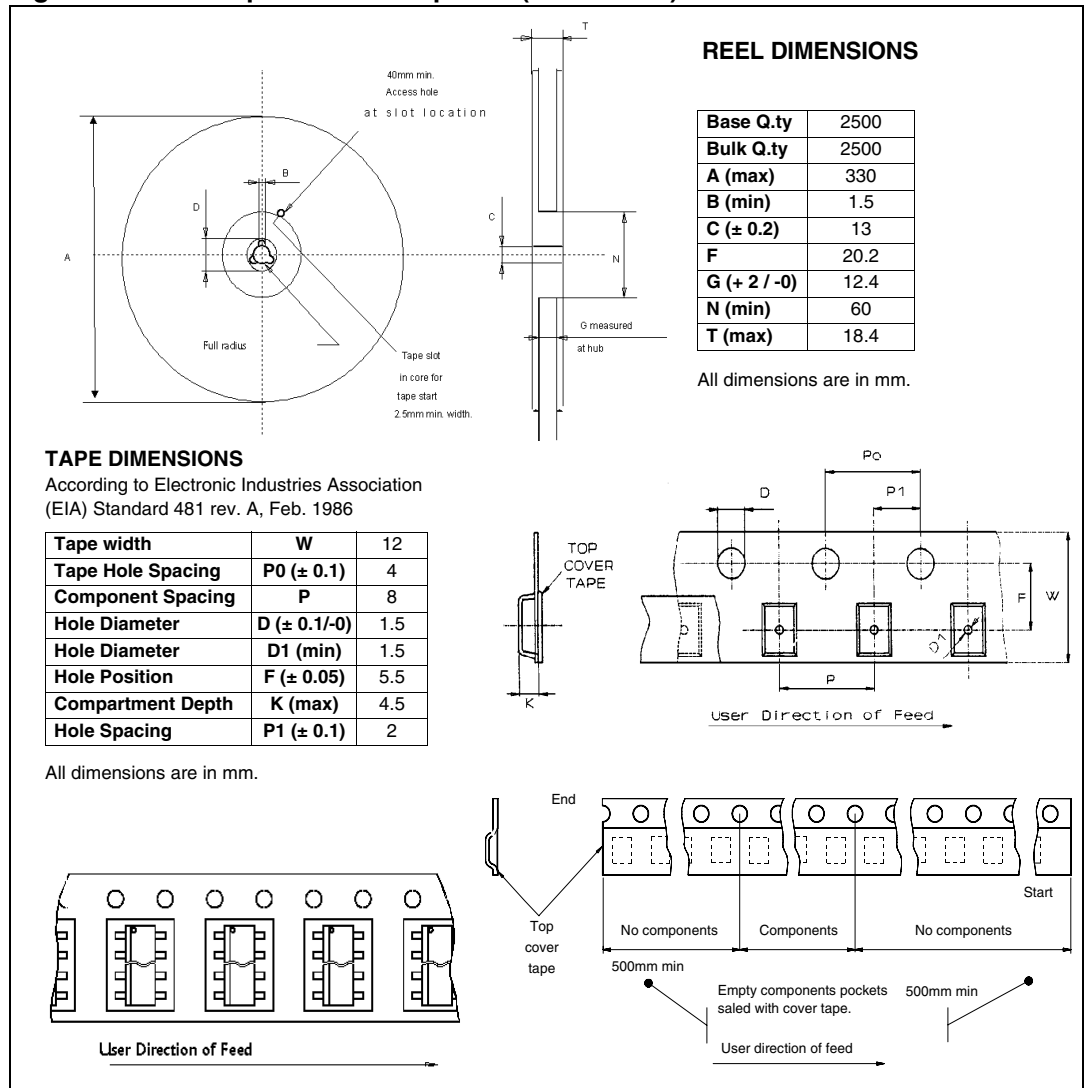 T
REEL DIMENSIONS
40mm min.
Access hole
at slot location
Base Q.ty 2500
Bulk Q.ty 2500
A (max) 330
B (min) 1.5
C (± 0.2) 13
F 20.2
G (+ 2 / -0) 12.4
N (min) 60
T (max) 18.4
All dimensions are in mm.
B
D
C
A
N
G measured
at hub
Full radius
Tape slot
in core for
tape start
2.5mm min. width.
TAPE DIMENSIONS
According to Electronic Industries Association
(EIA) Standard 481 rev. A, Feb. 1986
Tape width W 12
Tape Hole Spacing P0 (± 0.1) 4
Component Spacing P 8
Hole Diameter D (± 0.1/-0) 1.5
Hole Diameter D1 (min) 1.5
Hole Position F (± 0.05) 5.5
Compartment Depth K (max) 4.5
Hole Spacing P1 (± 0.1) 2
All dimensions are in mm.
Po
D
P1
TOP
COVER
TAPE
F
W
D1
P
K
User Direction of Feed
End
Start
Top
cover
tape
No components
Components
No components
500mm min
Empty components pockets
saled with cover tape.
500mm min
User direction of feed
User Direction of Feed